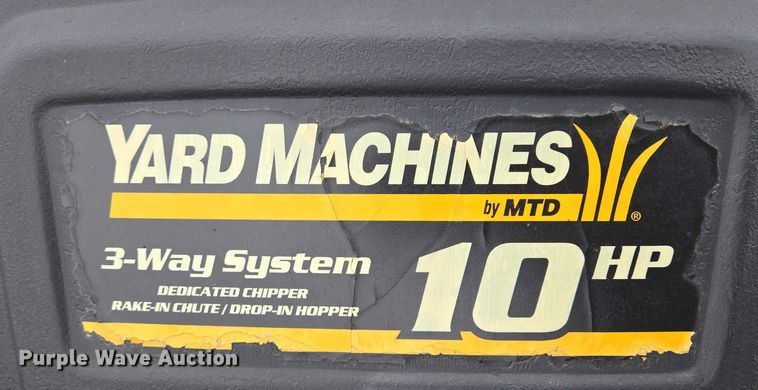 YARD MACHINES
by MTD
®
3-Way System
DEDICATED CHIPPER
RAKE-IN CHUTE / DROP-IN HOPPER
10 HP
Purple Wave Auction